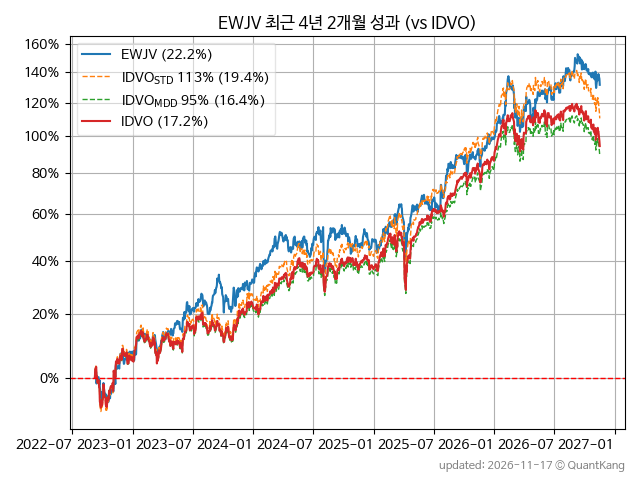 EWJV 최근 4년 2개월 성과 (vs IDVO)
160%
140%
120%
100%
80%
60%
40%
20%
0%
EWJV (22.2%)
IDVO_STD 113% (19.4%)
IDVO_MDD 95% (16.4%)
IDVO (17.2%)
2022-07 2023-01 2023-07 2024-01 2024-07 2025-01 2025-07 2026-01 2026-07 2027-01
updated: 2026-11-17 © QuantKang